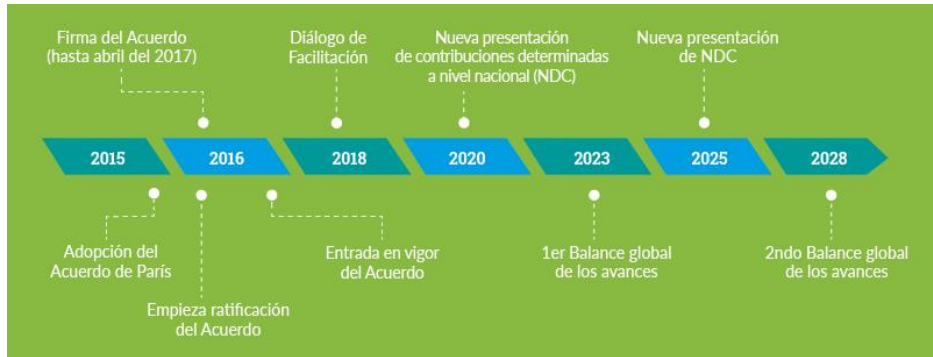 Firma del Acuerdo
(hasta abril del 2017)
Diálogo de
Facilitación
Nueva presentación
de contribuciones determinadas
a nivel nacional (NDC)
Nueva presentación
de NDC
2015
2016
2018
2020
2023
2025
2028
Adopción del
Acuerdo de París
Empieza ratificación
del Acuerdo
Entrada en vigor
del Acuerdo
1er Balance global
de los avances
2ndo Balance global
de los avances